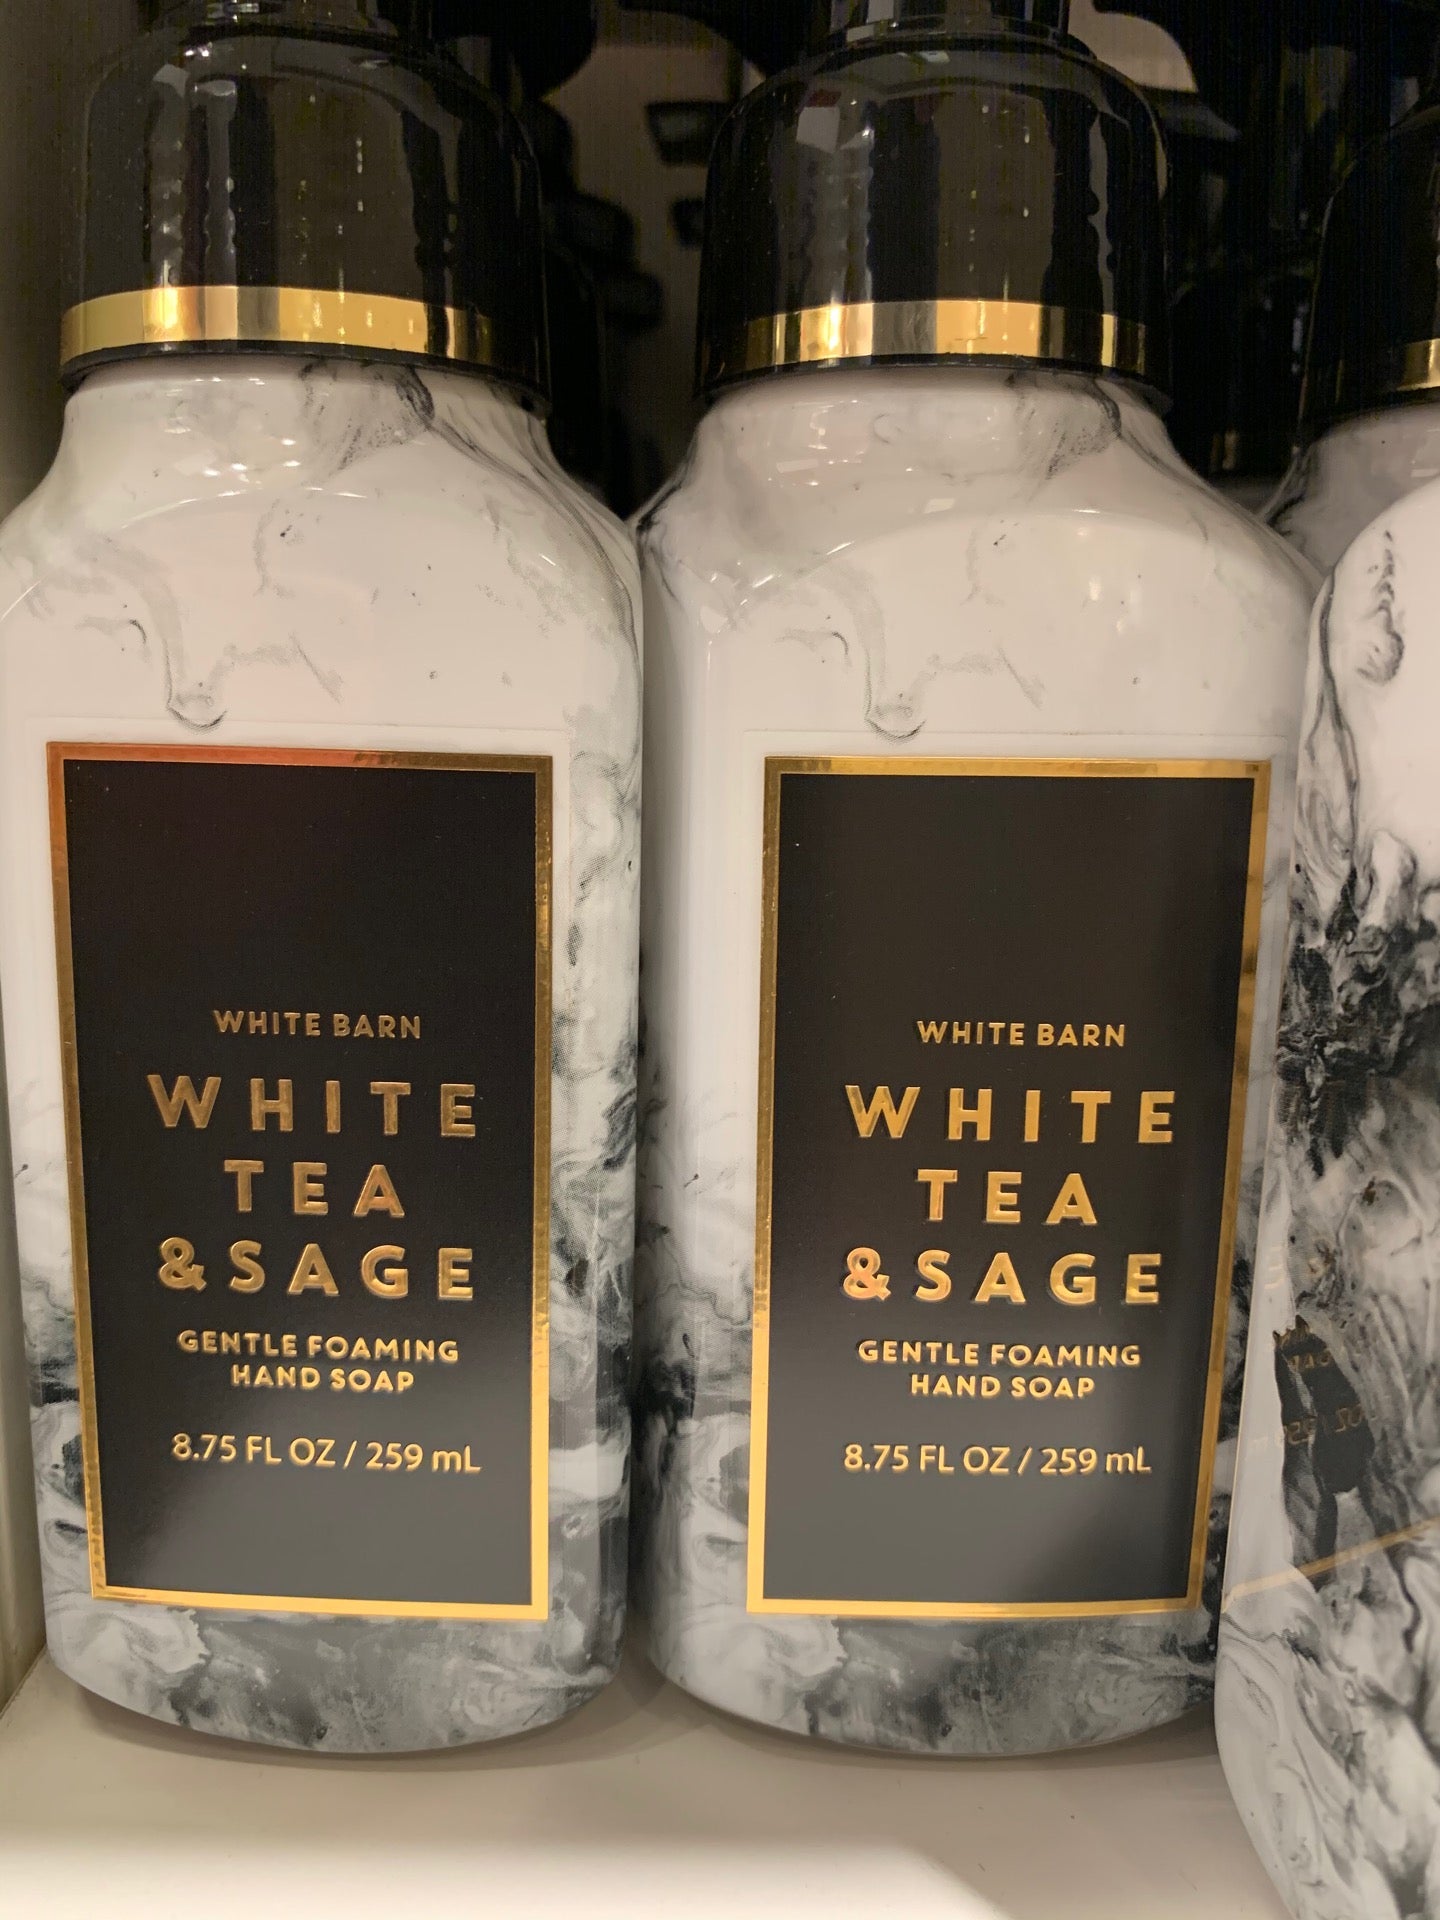 WHITE BARN
WHITE
TEA
& SAGE
GENTLE FOAMING
HAND SOAP
8.75 FL OZ / 259 mL
WHITE BARN
WHITE
TEA
& SAGE
GENTLE FOAMING
HAND SOAP
8.75 FL OZ / 259 mL